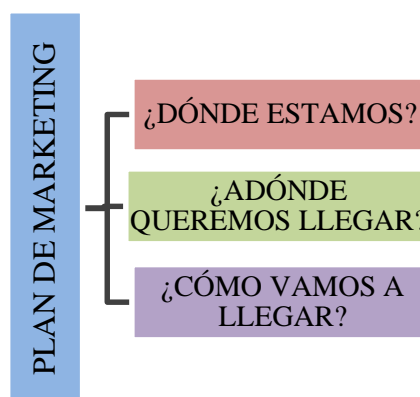 PLAN DE MARKETING
¿DÓNDE ESTAMOS?
¿ADÓNDE
QUEREMOS LLEGAR?
¿CÓMO VAMOS A
LLEGAR?